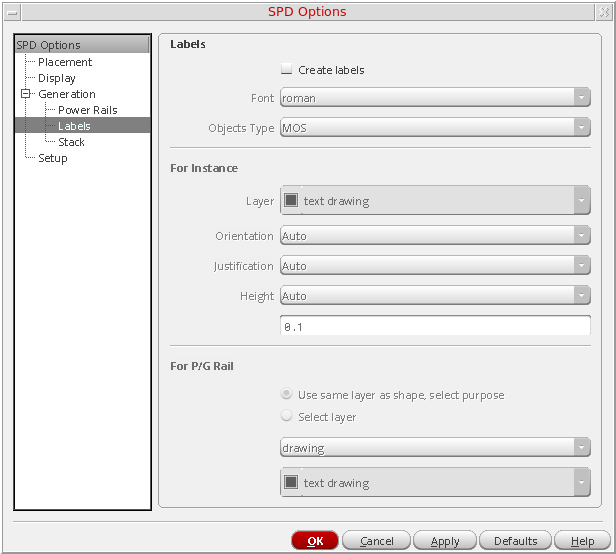 SPD Options
SPD Options
Placement
Display
Generation
Power Rails
Labels
Stack
Setup
Labels
Create labels
Font roman
Objects Type MOS
For Instance
Layer text drawing
Orientation Auto
Justification Auto
Height Auto
0.1
For P/G Rail
Use same layer as shape, select purpose
Select layer
drawing
text drawing
OK Cancel Apply Defaults Help